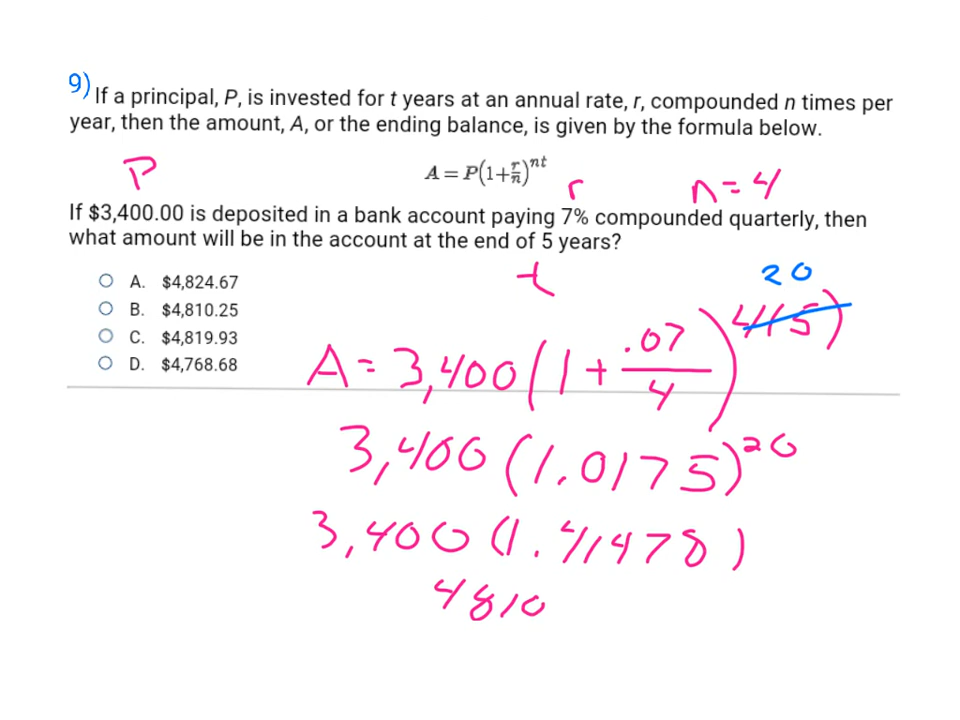 9) If a principal, P, is invested for t years at an annual rate, r, compounded n times per
year, then the amount, A, or the ending balance, is given by the formula below.
P A = P(1+r/n)^nt r n=4
If $3,400.00 is deposited in a bank account paying 7% compounded quarterly, then
what amount will be in the account at the end of 5 years?
t 20
A. $4,824.67
B. $4,810.25
C. $4,819.93
D. $4,768.68
A=3,400(1+.07/4)^4(5)
3,400(1.0175)^20
3,400(1.41478)
4810